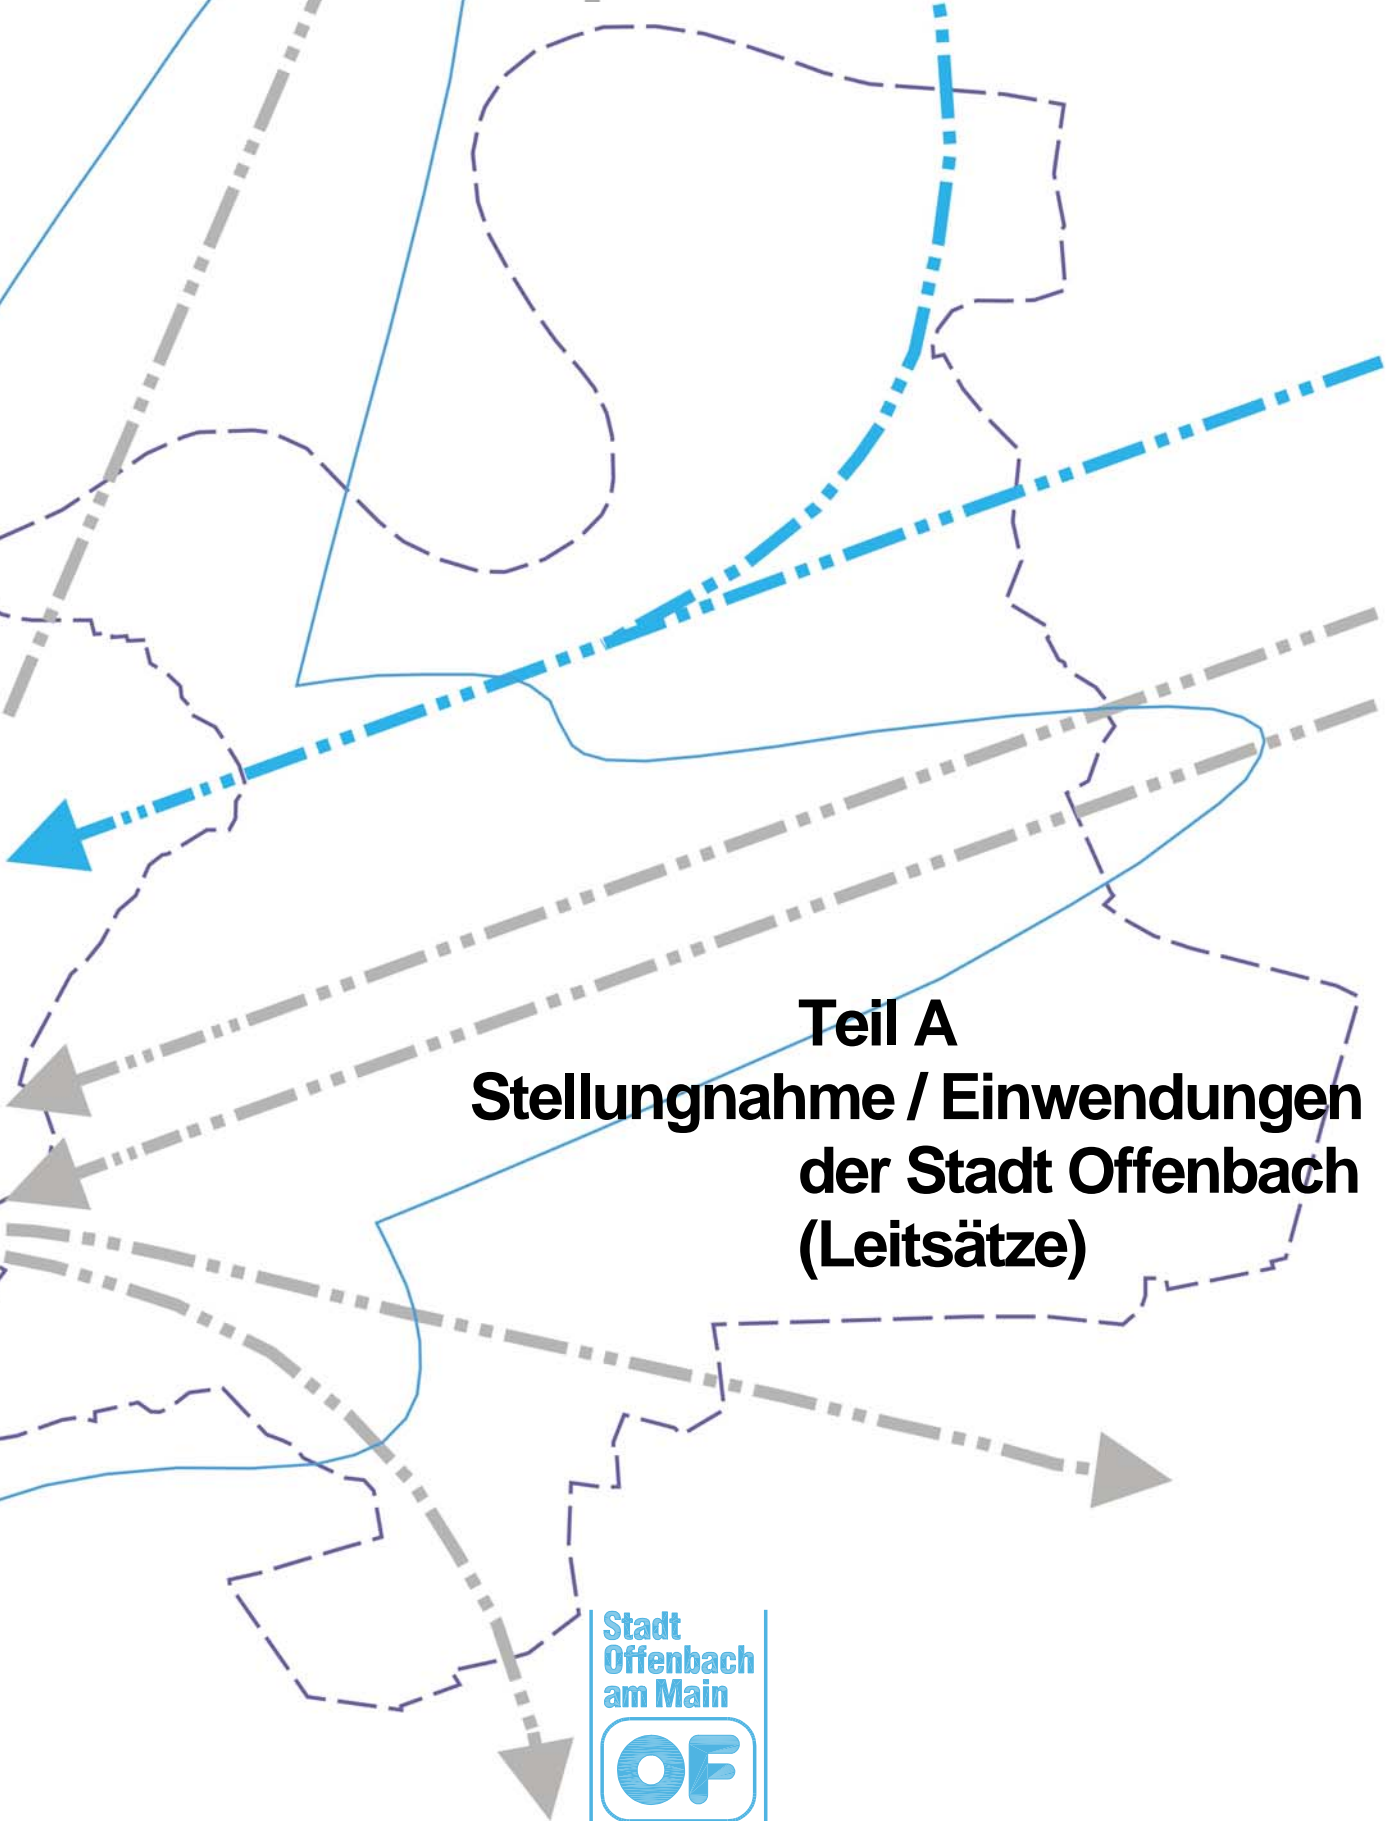 Teil A
Stellungnahme / Einwendungen
der Stadt Offenbach
(Leitsätze)
Stadt
Offenbach
am Main
OF